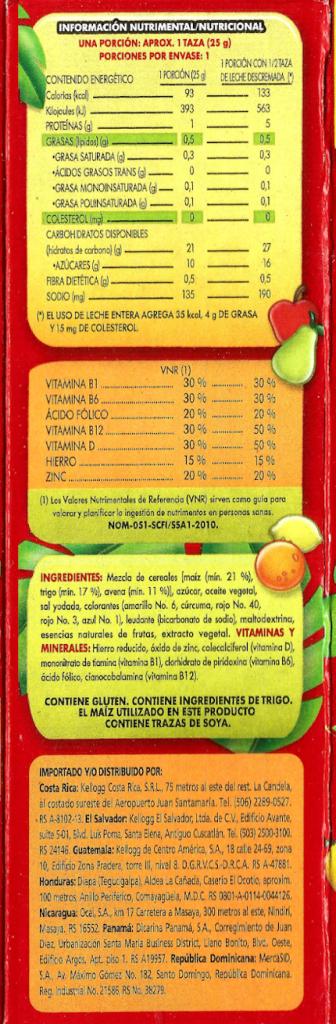 INFORMACIÓN NUTRIMENTAL/NUTRICIONAL
UNA PORCIÓN: APROX. 1 TAZA (25 g)
PORCIONES POR ENVASE: 1
CONTENIDO ENERGÉTICO 1 PORCIÓN (25 g) 1 PORCIÓN CON 1/2 TAZA DE LECHE DESCREMADA (*)
Calorías (kcal) 93 133
Kilojoules (kJ) 393 563
PROTEÍNAS (g) 1 5
GRASAS (lípidos) (g) 0,5 0,5
•GRASA SATURADA (g) 0,3 0,3
•ÁCIDOS GRASOS TRANS (g) 0 0
•GRASA MONOINSATURADA (g) 0,1 0,1
•GRASA POLIINSATURADA (g) 0,1 0,1
COLESTEROL (mg) 0 0
CARBOHIDRATOS DISPONIBLES
(hidratos de carbono) (g) 21 27
•AZÚCARES (g) 10 16
FIBRA DIETÉTICA (g) 0,5 0,5
SODIO (mg) 135 190
(*) EL USO DE LECHE ENTERA AGREGA 35 kcal, 4 g DE GRASA
Y 15 mg DE COLESTEROL.
VNR (1)
VITAMINA B1 30 % 30 %
VITAMINA B6 30 % 30 %
ÁCIDO FÓLICO 20 % 20 %
VITAMINA B12 30 % 50 %
VITAMINA D 30 % 50 %
HIERRO 15 % 15 %
ZINC 20 % 20 %
(1) Los Valores Nutrimentales de Referencia (VNR) sirven como guía para
valorar y planificar la ingestión de nutrimentos en personas sanas.
NOM-051-SCFI/SSA1-2010.
INGREDIENTES: Mezcla de cereales [maíz (mín. 21 %),
trigo (mín. 17 %), avena (mín. 11 %)], azúcar, aceite vegetal,
sal yodada, colorantes (amarillo No. 6, cúrcuma, rojo No. 40,
rojo No. 3, azul No. 1), leudante (bicarbonato de sodio), maltodextrina,
esencias naturales de frutas, extracto vegetal. VITAMINAS Y
MINERALES: Hierro reducido, óxido de zinc, colecalciferol (vitamina D),
mononitrato de tiamina (vitamina B1), clorhidrato de piridoxina (vitamina B6),
ácido fólico, cianocobalamina (vitamina B12).
CONTIENE GLUTEN. CONTIENE INGREDIENTES DE TRIGO.
EL MAÍZ UTILIZADO EN ESTE PRODUCTO
CONTIENE TRAZAS DE SOYA.
IMPORTADO Y/O DISTRIBUIDO POR:
Costa Rica: Kellogg Costa Rica, S.R.L., 75 metros al este del rest. La Candela,
al costado sureste del Aeropuerto Juan Santamaría. Tel. (506) 2289-0527.
RS A-8102-13. El Salvador: Kellogg El Salvador, Ltda. de C.V., Edificio Avante,
suite 5-01, Blvd. Luis Poma, Santa Elena, Antiguo Cuscatlán. Tel. (503) 2500-3100.
RS 24146. Guatemala: Kellogg de Centro América, S.A., 18 calle 24-69, zona
10, Edificio Zona Pradera, torre III, nivel 8. D.G.R.V.C.S.-D.R.C.A. RS A-47881.
Honduras: Diapa (Tegucigalpa), Aldea La Cañada, Caserío El Ocotio, aproxim.
100 metros, Anillo Periférico, Comayagüela, M.D.C. RS 0801-A-0114-0044126.
Nicaragua: Ocal, S.A., km 17 Carretera a Masaya, 300 metros al este, Nindirí,
Masaya. RS 16552. Panamá: Dicarina Panamá, S.A., Corregimiento de Juan
Díaz, Urbanización Santa María Business District, Llano Bonito, Blvd. Oeste,
Edificio Argos, Apt. piso 1. RS A19957. República Dominicana: MercaSID,
S.A., Av. Máximo Gómez No. 182, Santo Domingo, República Dominicana.
Reg. Industrial No. 21586. RS No. 38279.